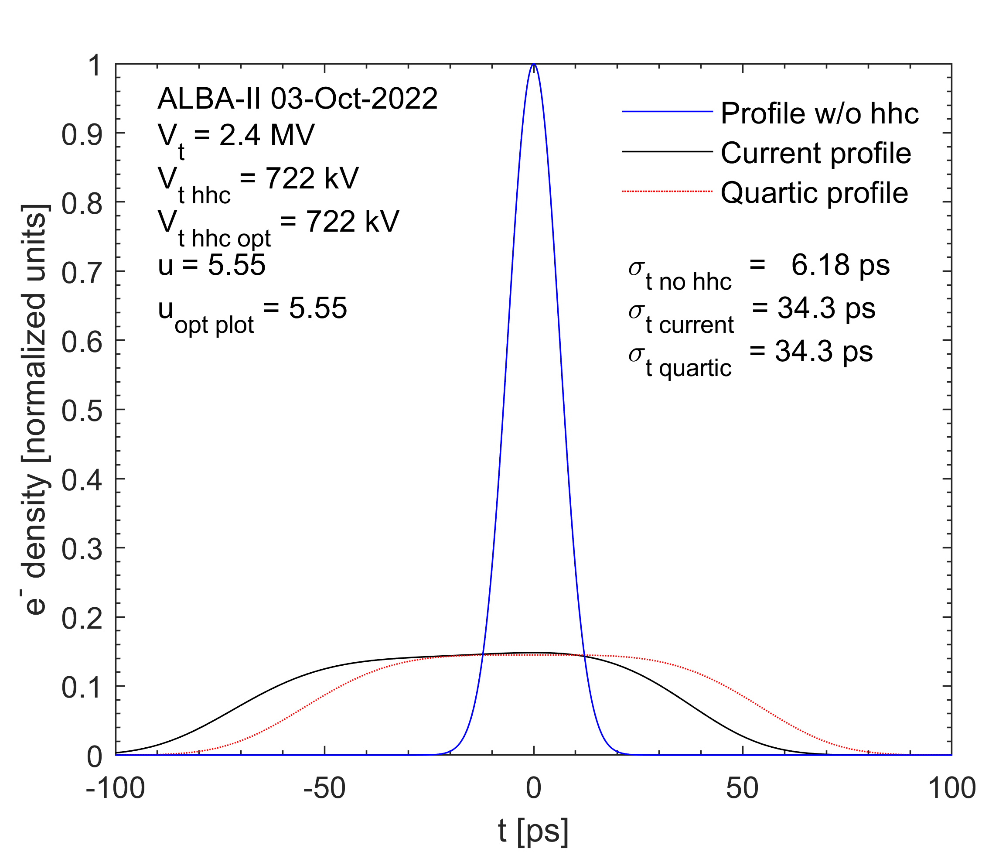 ALBA-II 03-Oct-2022
V_t = 2.4 MV
V_t hhc = 722 kV
V_t hhc opt = 722 kV
u = 5.55
u_opt plot = 5.55
Profile w/o hhc
Current profile
Quartic profile
σ_t no hhc = 6.18 ps
σ_t current = 34.3 ps
σ_t quartic = 34.3 ps
e⁻ density [normalized units]
1
0.9
0.8
0.7
0.6
0.5
0.4
0.3
0.2
0.1
0
-100 -50 0 50 100
t [ps]